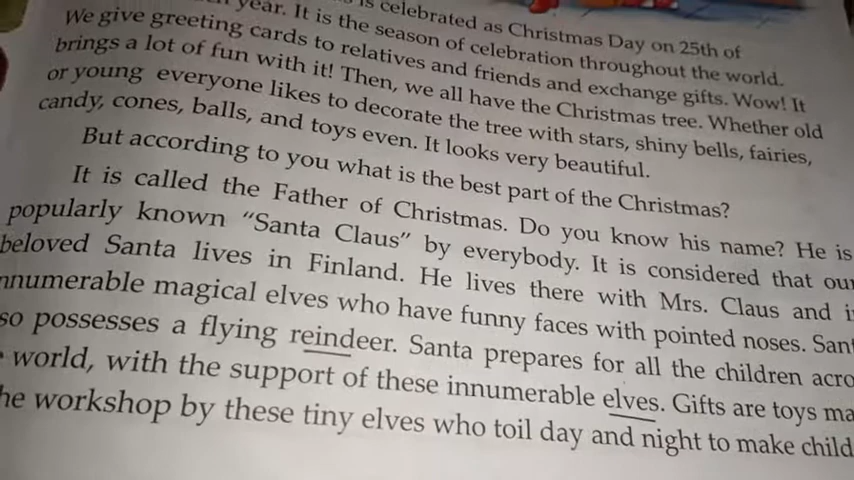 year. It is the season of celebration throughout the world.
is celebrated as Christmas Day on 25th of
We give greeting cards to relatives and friends and exchange gifts. Wow! It
brings a lot of fun with it! Then, we all have the Christmas tree. Whether old
or young everyone likes to decorate the tree with stars, shiny bells, fairies,
candy, cones, balls, and toys even. It looks very beautiful.
But according to you what is the best part of the Christmas?
It is called the Father of Christmas. Do you know his name? He is
popularly known "Santa Claus" by everybody. It is considered that our
beloved Santa lives in Finland. He lives there with Mrs. Claus and
nnumerable magical elves who have funny faces with pointed noses. Sant
so possesses a flying reindeer. Santa prepares for all the children acro
world, with the support of these innumerable elves. Gifts are toys ma
he workshop by these tiny elves who toil day and night to make child